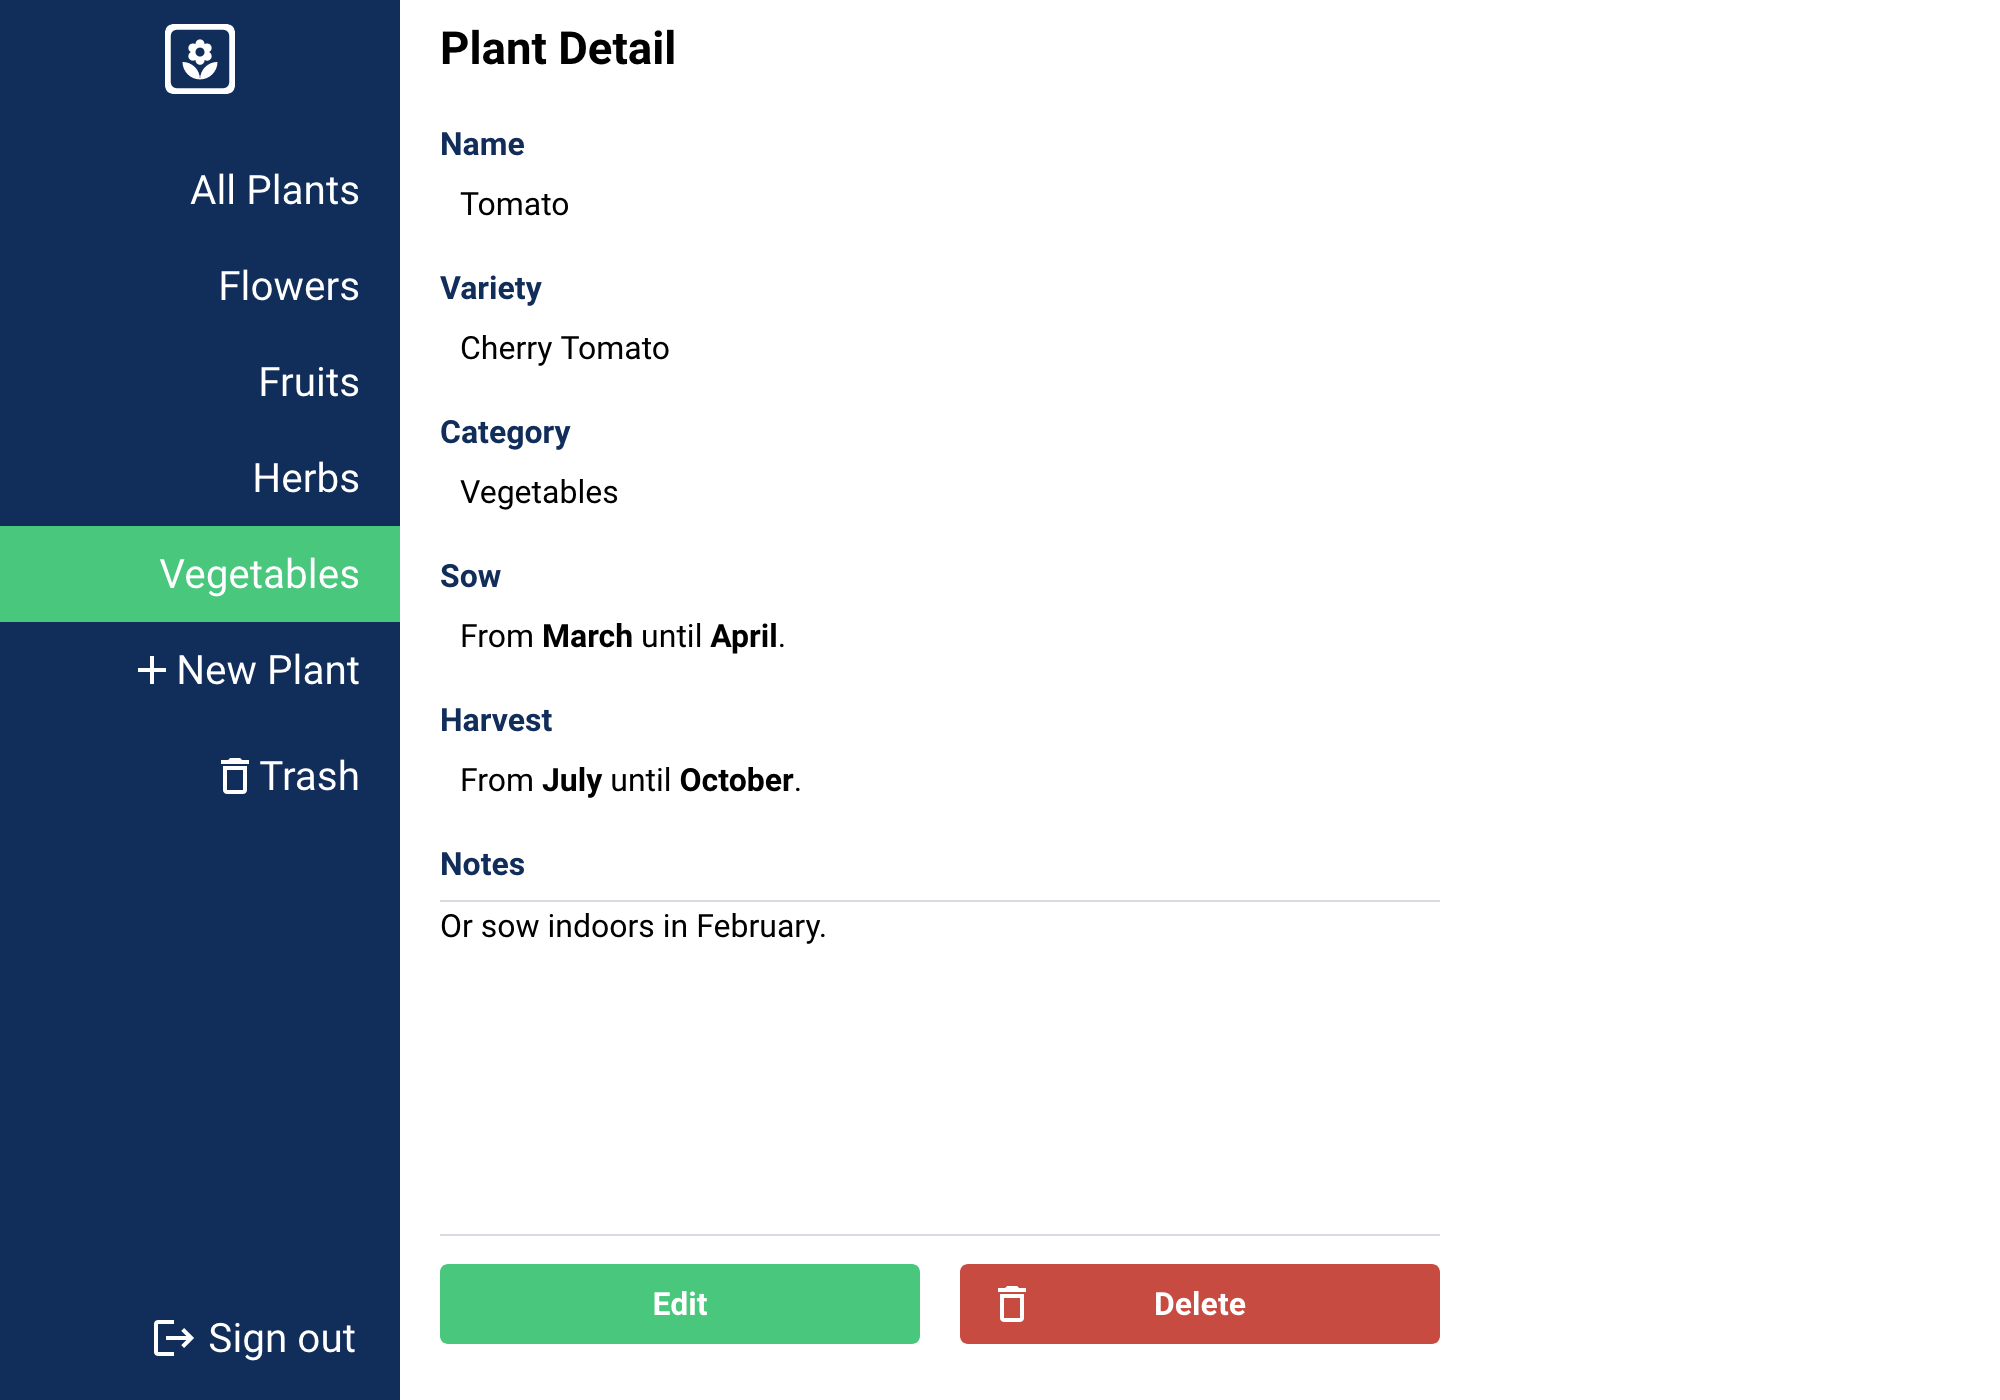 All Plants
Flowers
Fruits
Herbs
Vegetables
New Plant
Trash
Sign out
Plant Detail
Name
Tomato
Variety
Cherry Tomato
Category
Vegetables
Sow
From March until April.
Harvest
From July until October.
Notes
Or sow indoors in February.
Edit
Delete